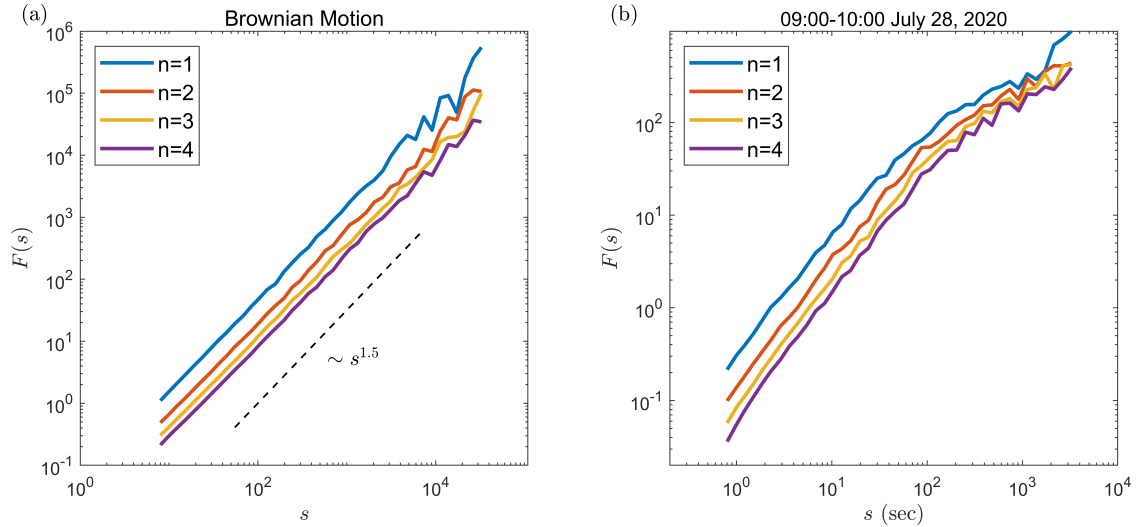 (a)
Brownian Motion
10^6
10^5
10^4
10^3
10^2
10^1
10^0
10^-1
F(s)
n=1
n=2
n=3
n=4
~ s^1.5
10^0
10^2
10^4
s
(b)
09:00-10:00 July 28, 2020
10^2
10^1
10^0
10^-1
F(s)
n=1
n=2
n=3
n=4
10^0
10^1
10^2
10^3
10^4
s (sec)